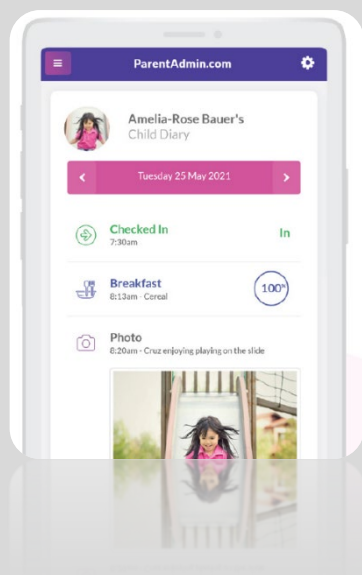 ParentAdmin.com
Amelia-Rose Bauer's
Child Diary
Tuesday 25 May 2021
Checked In
7:30am
In
Breakfast
8:13am - Cereal
100%
Photo
8:20am - Cruz enjoying playing on the slide